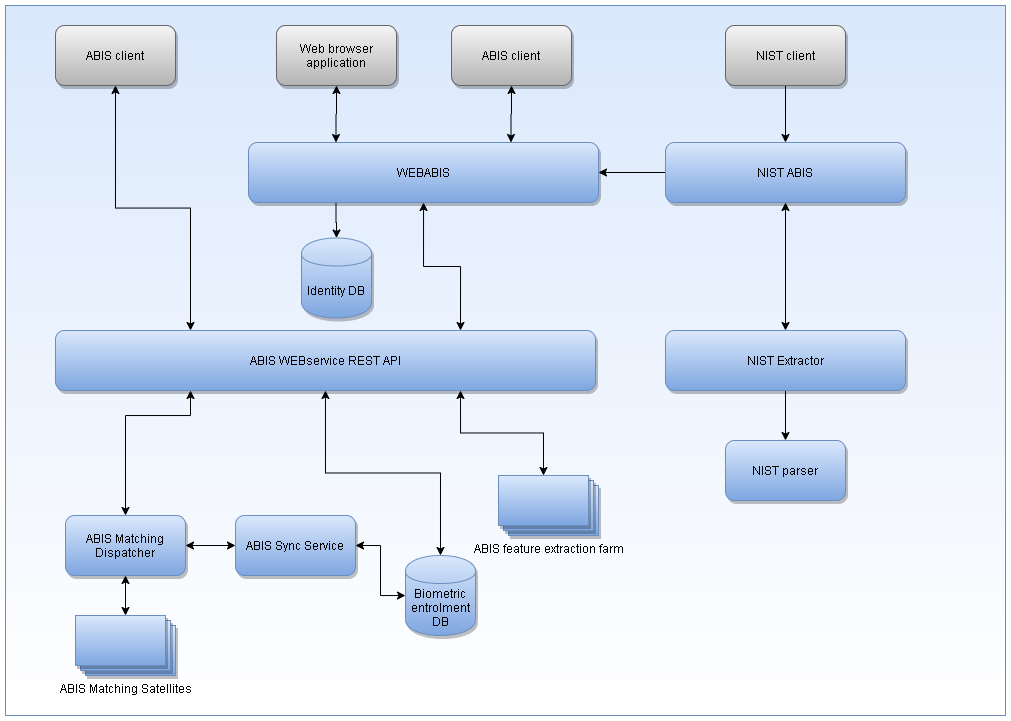 ABIS client
Web browser
application
ABIS client
NIST client
WEBABIS
NIST ABIS
Identity DB
ABIS WEBservice REST API
NIST Extractor
NIST parser
ABIS Matching
Dispatcher
ABIS Sync Service
ABIS feature extraction farm
Biometric
entrolment
DB
ABIS Matching Satellites